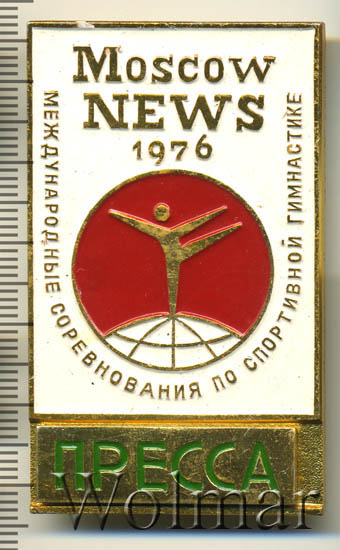 Moscow
NEWS
1976
МЕЖДУНАРОДНЫЕ СОРЕВНОВАНИЯ ПО СПОРТИВНОЙ ГИМНАСТИКЕ
ПРЕССА
Wolmar